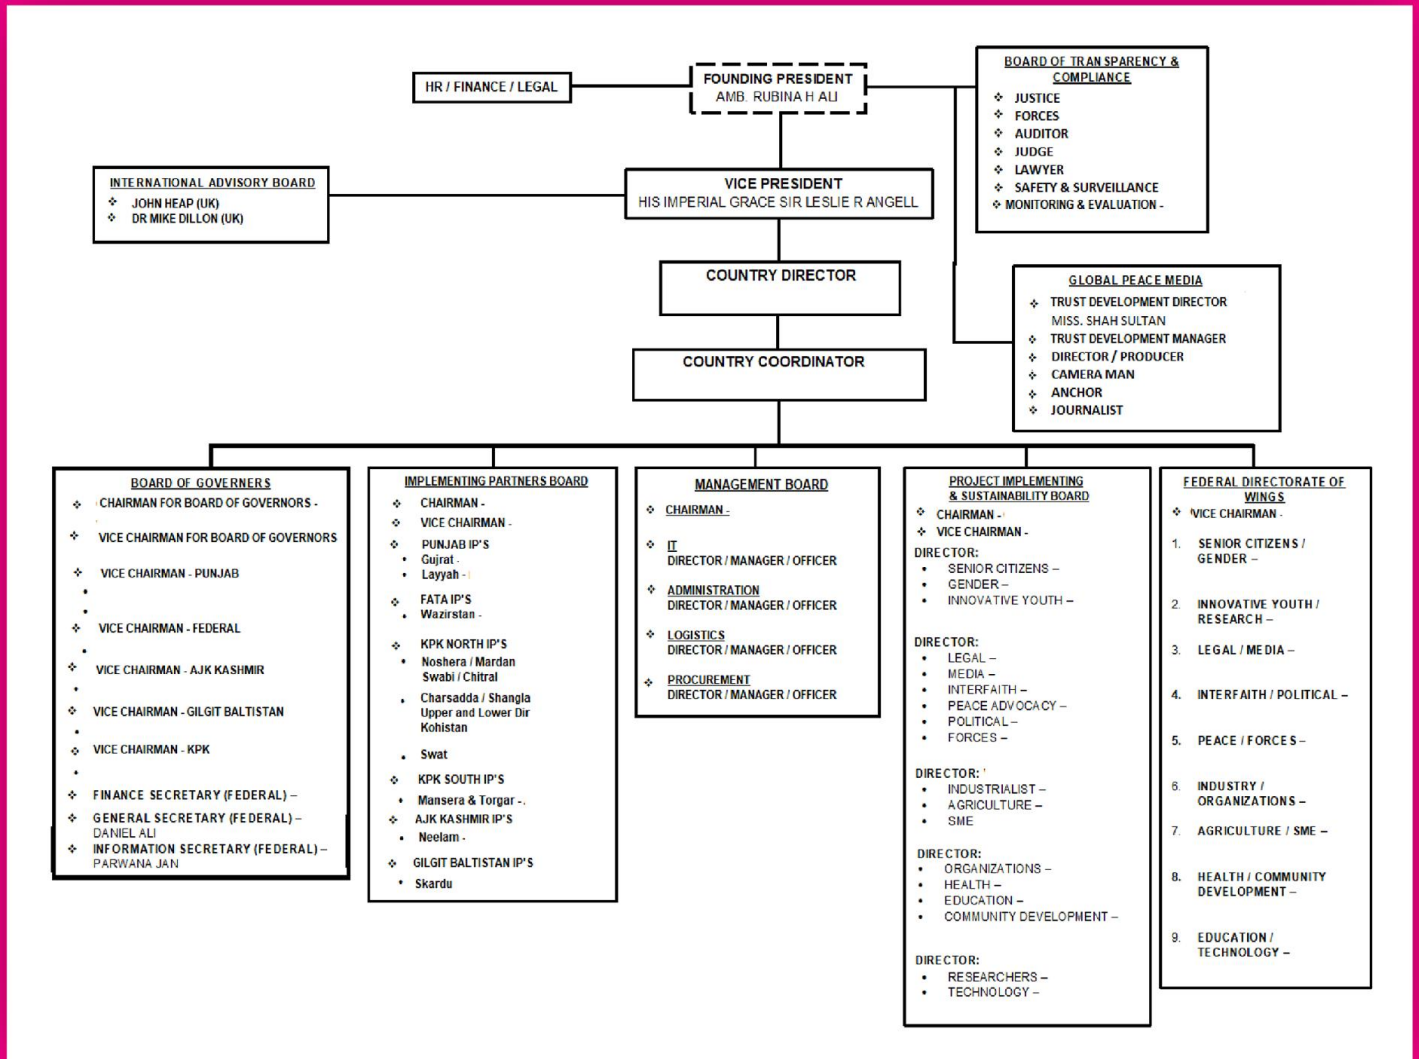 HR / FINANCE / LEGAL
FOUNDING PRESIDENT
AMB. RUBINA H ALI
BOARD OF TRANSPARENCY &
COMPLIANCE
❖ JUSTICE
❖ FORCES
❖ AUDITOR
❖ JUDGE
❖ LAWYER
❖ SAFETY & SURVEILLANCE
❖ MONITORING & EVALUATION -
INTERNATIONAL ADVISORY BOARD
❖ JOHN HEAP (UK)
❖ DR MIKE DILLON (UK)
VICE PRESIDENT
HIS IMPERIAL GRACE SIR LESLIE R ANGELL
COUNTRY DIRECTOR
GLOBAL PEACE MEDIA
❖ TRUST DEVELOPMENT DIRECTOR
MISS. SHAH SULTAN
❖ TRUST DEVELOPMENT MANAGER
❖ DIRECTOR / PRODUCER
❖ CAMERA MAN
❖ ANCHOR
❖ JOURNALIST
COUNTRY COORDINATOR
BOARD OF GOVERNERS
❖ CHAIRMAN FOR BOARD OF GOVERNORS -
❖ VICE CHAIRMAN FOR BOARD OF GOVERNORS
❖ VICE CHAIRMAN - PUNJAB
•
•
❖ VICE CHAIRMAN - FEDERAL
•
❖ VICE CHAIRMAN - AJK KASHMIR
•
❖ VICE CHAIRMAN - GILGIT BALTISTAN
•
❖ VICE CHAIRMAN - KPK
•
❖ FINANCE SECRETARY (FEDERAL) –
❖ GENERAL SECRETARY (FEDERAL) –
DANIEL ALI
❖ INFORMATION SECRETARY (FEDERAL) –
PARWANA JAN
IMPLEMENTING PARTNERS BOARD
❖ CHAIRMAN -
❖ VICE CHAIRMAN -
❖ PUNJAB IP'S
• Gujrat -
• Layyah -
❖ FATA IP'S
• Wazirstan -
❖ KPK NORTH IP'S
• Noshera / Mardan
Swabi / Chitral
• Charsadda / Shangla
Upper and Lower Dir
Kohistan
• Swat
❖ KPK SOUTH IP'S
• Mansera & Torgar -
❖ AJK KASHMIR IP'S
• Neelam -
❖ GILGIT BALTISTAN IP'S
• Skardu
MANAGEMENT BOARD
❖ CHAIRMAN -
❖ IT
DIRECTOR / MANAGER / OFFICER
❖ ADMINISTRATION
DIRECTOR / MANAGER / OFFICER
❖ LOGISTICS
DIRECTOR / MANAGER / OFFICER
❖ PROCUREMENT
DIRECTOR / MANAGER / OFFICER
PROJECT IMPLEMENTING
& SUSTAINABILITY BOARD
❖ CHAIRMAN -
❖ VICE CHAIRMAN -
DIRECTOR:
• SENIOR CITIZENS –
• GENDER –
• INNOVATIVE YOUTH –
DIRECTOR:
• LEGAL –
• MEDIA –
• INTERFAITH –
• PEACE ADVOCACY –
• POLITICAL –
• FORCES –
DIRECTOR:
• INDUSTRIALIST –
• AGRICULTURE –
• SME
DIRECTOR:
• ORGANIZATIONS –
• HEALTH –
• EDUCATION –
• COMMUNITY DEVELOPMENT –
DIRECTOR:
• RESEARCHERS –
• TECHNOLOGY –
FEDERAL DIRECTORATE OF
WINGS
❖ VICE CHAIRMAN -
1. SENIOR CITIZENS /
GENDER –
2. INNOVATIVE YOUTH /
RESEARCH –
3. LEGAL / MEDIA –
4. INTERFAITH / POLITICAL –
5. PEACE / FORCES –
6. INDUSTRY /
ORGANIZATIONS –
7. AGRICULTURE / SME –
8. HEALTH / COMMUNITY
DEVELOPMENT –
9. EDUCATION /
TECHNOLOGY –